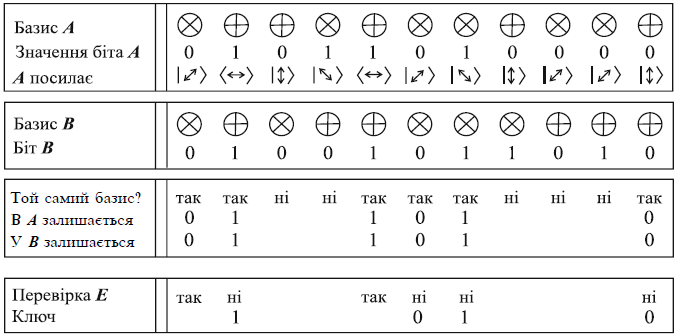 Базис A ⊗ ⊕ ⊕ ⊗ ⊕ ⊗ ⊗ ⊕ ⊗ ⊗ ⊕
Значення біта A 0 1 0 1 1 0 1 0 0 0 0
A посилає |⤢⟩ ⟨↔⟩ |↕⟩ |⤡⟩ ⟨↔⟩ |⤢⟩ |⤡⟩ |↕⟩ |⤢⟩ |⤢⟩ |↕⟩
Базис B ⊗ ⊕ ⊗ ⊕ ⊕ ⊗ ⊗ ⊗ ⊕ ⊕ ⊕
Біт B 0 1 0 0 1 0 1 1 0 1 0
Той самий базис? так так ні ні так так так ні ні ні так
В A залишається 0 1 1 0 1 0
У B залишається 0 1 1 0 1 0
Перевірка E так ні так ні ні ні
Ключ 1 0 1 0